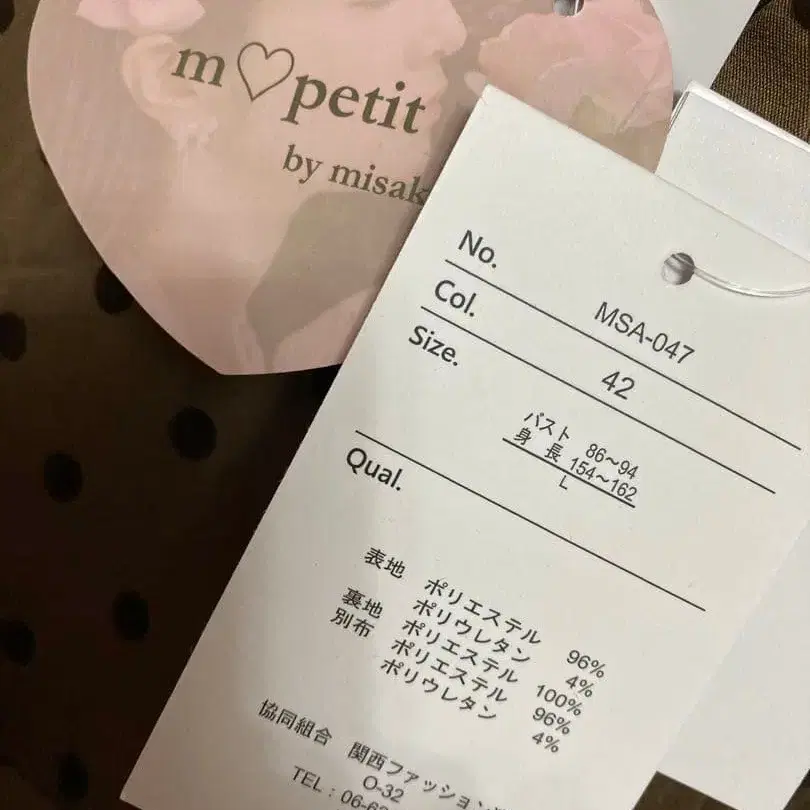 m♡petit
by misak
No.
MSA-047
Col.
42
Size.
バスト 86～94
身長 154～162
L
Qual.
表地 ポリエステル 96%
ポリウレタン 4%
裏地 ポリエステル 100%
別布 ポリエステル 96%
ポリウレタン 4%
協同組合 関西ファッション
O-32
TEL：06-6